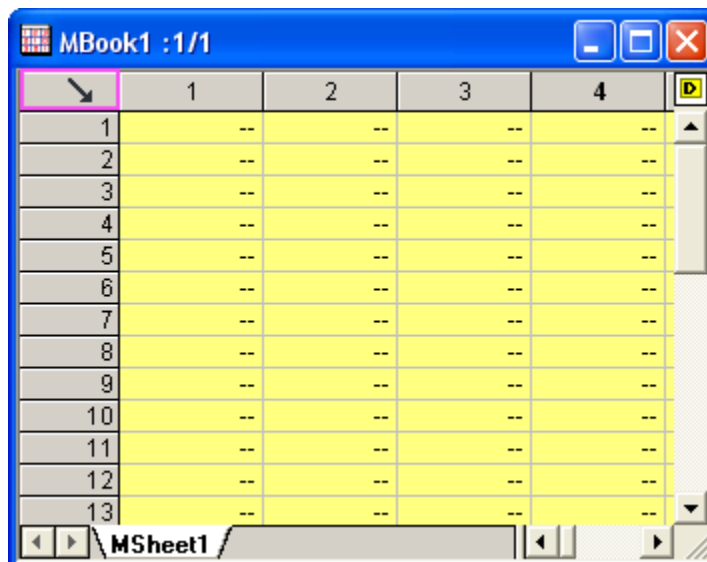 MBook1 :1/1
1 2 3 4 D
1 -- -- -- --
2 -- -- -- --
3 -- -- -- --
4 -- -- -- --
5 -- -- -- --
6 -- -- -- --
7 -- -- -- --
8 -- -- -- --
9 -- -- -- --
10 -- -- -- --
11 -- -- -- --
12 -- -- -- --
13 -- -- -- --
MSheet1